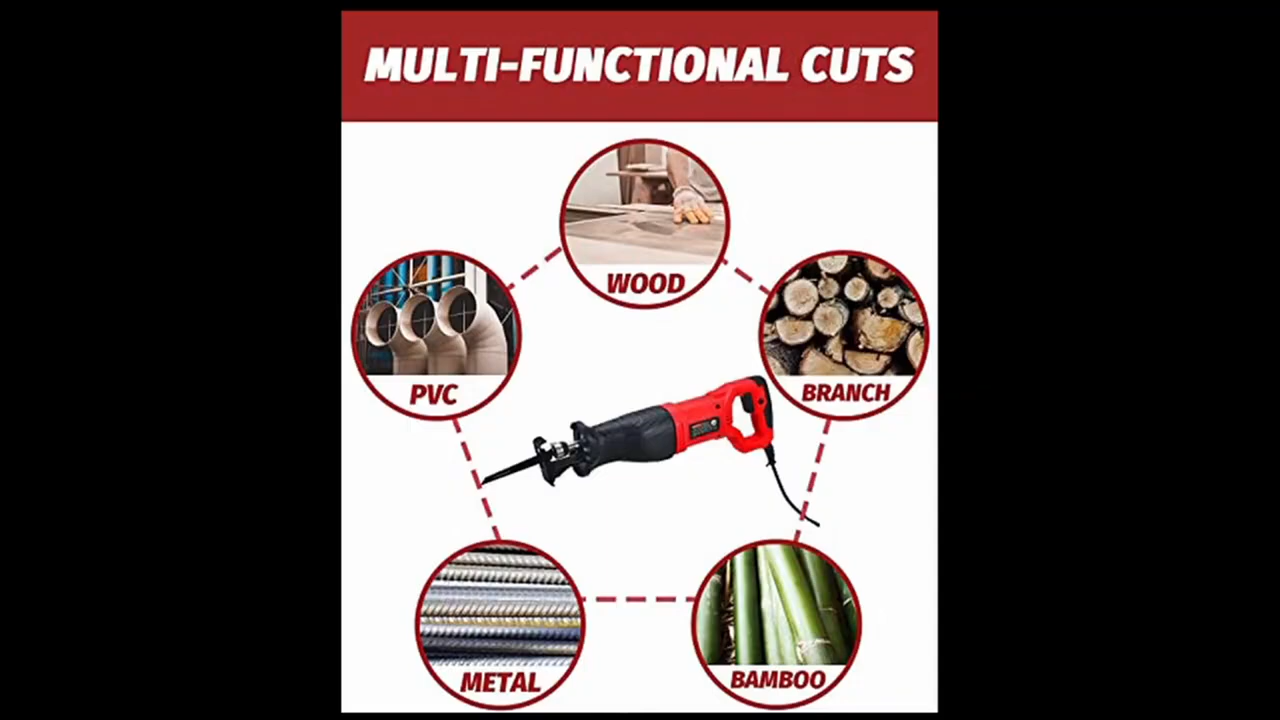 MULTI-FUNCTIONAL CUTS
WOOD
PVC
BRANCH
METAL
BAMBOO